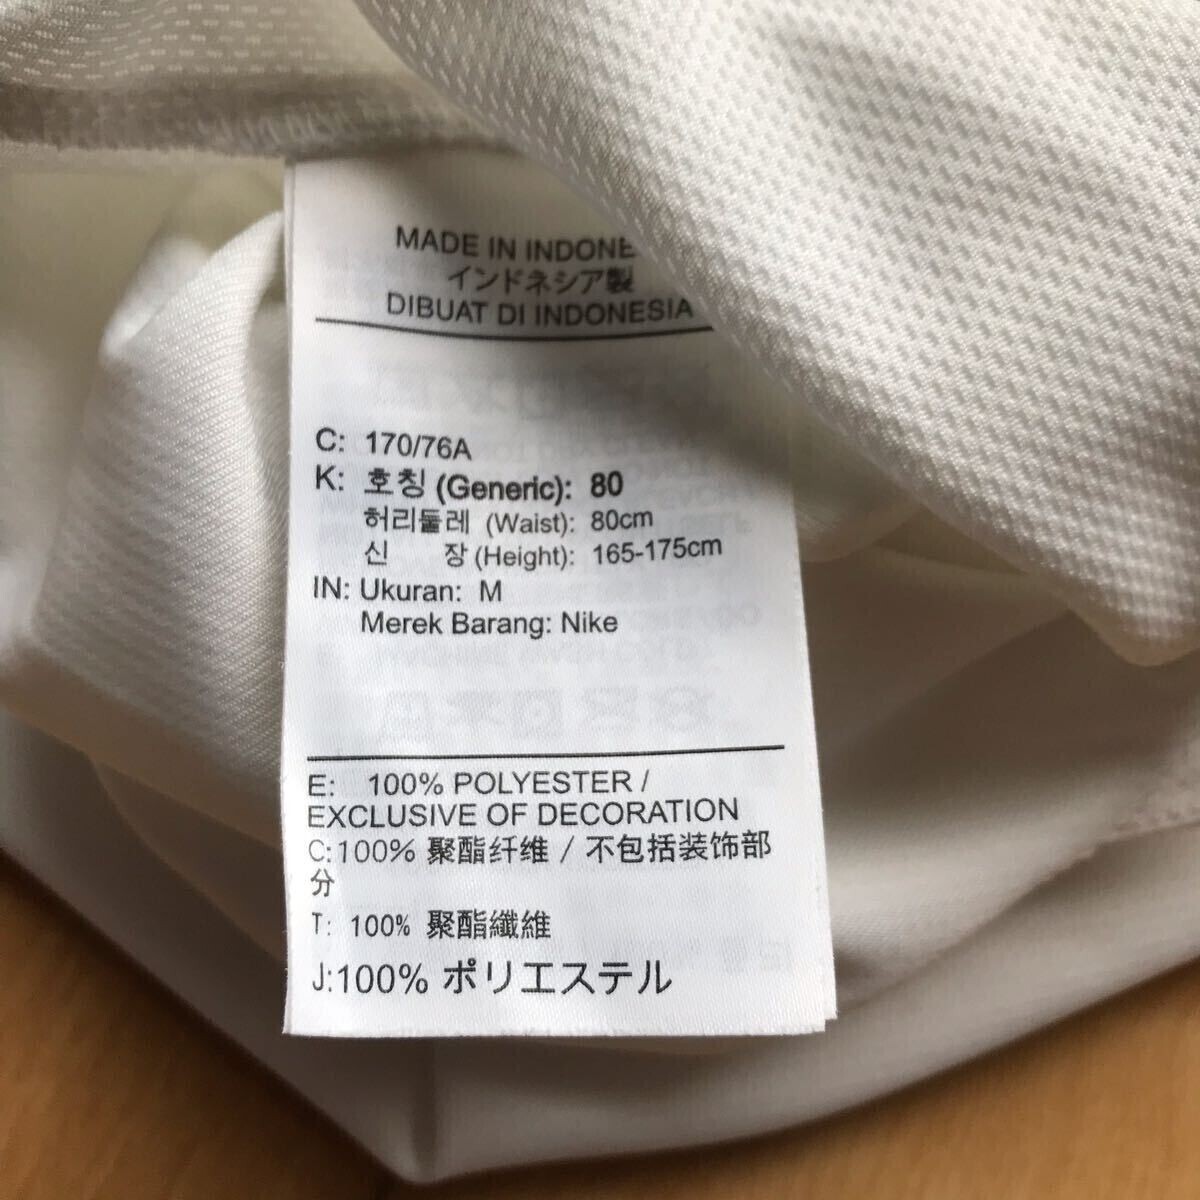 MADE IN INDONE
インドネシア製
DIBUAT DI INDONESIA
C: 170/76A
K: 호칭 (Generic): 80
허리둘레 (Waist): 80cm
신 장 (Height): 165-175cm
IN: Ukuran: M
Merek Barang: Nike
E: 100% POLYESTER /
EXCLUSIVE OF DECORATION
C:100% 聚酯纤维 / 不包括装饰部
分
T: 100% 聚酯纖維
J:100% ポリエステル